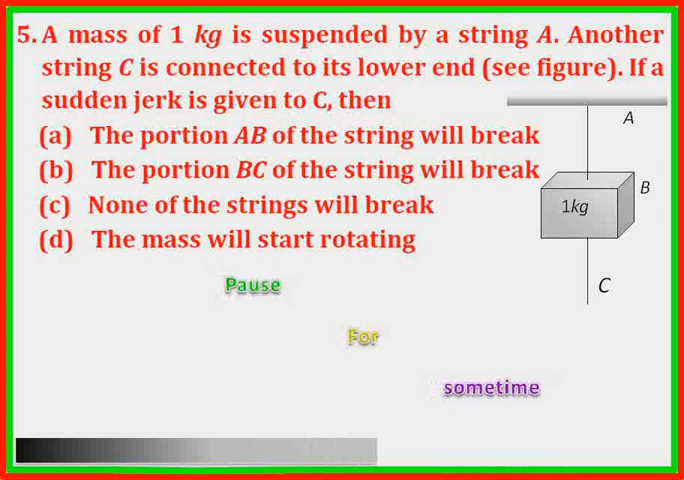 5. A mass of 1 kg is suspended by a string A. Another
string C is connected to its lower end (see figure). If a
sudden jerk is given to C, then
A
(a) The portion AB of the string will break
(b) The portion BC of the string will break
B
(c) None of the strings will break
1kg
(d) The mass will start rotating
Pause
C
For
sometime